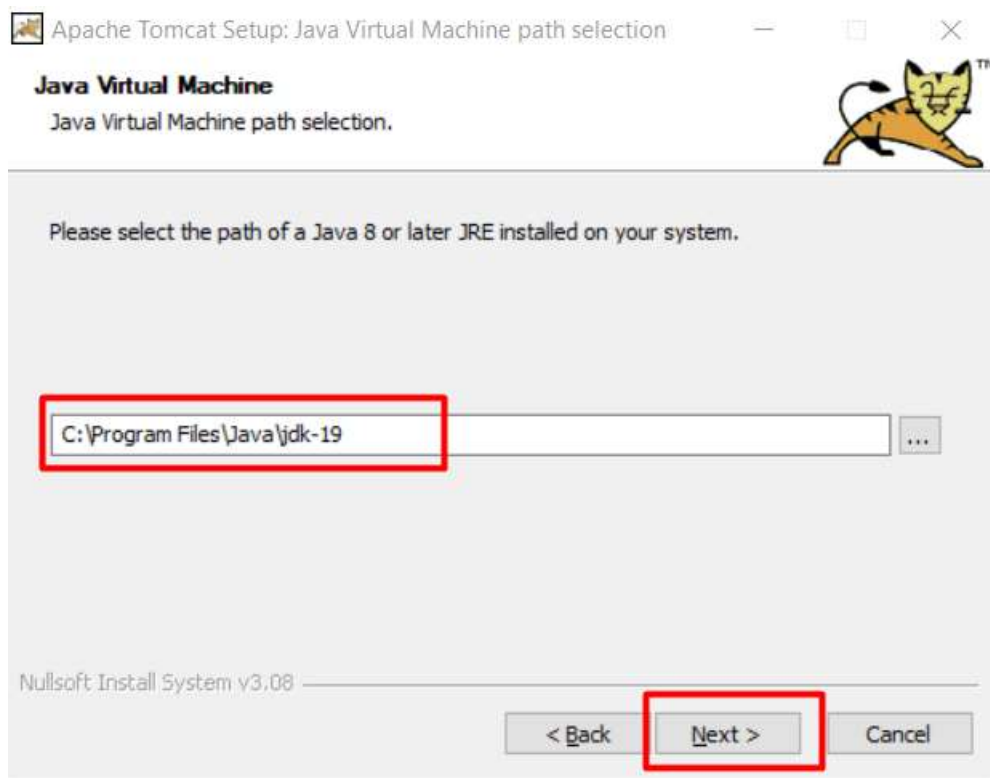 Apache Tomcat Setup: Java Virtual Machine path selection
Java Virtual Machine
Java Virtual Machine path selection.
TM
Please select the path of a Java 8 or later JRE installed on your system.
C:\Program Files\Java\jdk-19
...
Nullsoft Install System v3.08
< Back
Next >
Cancel